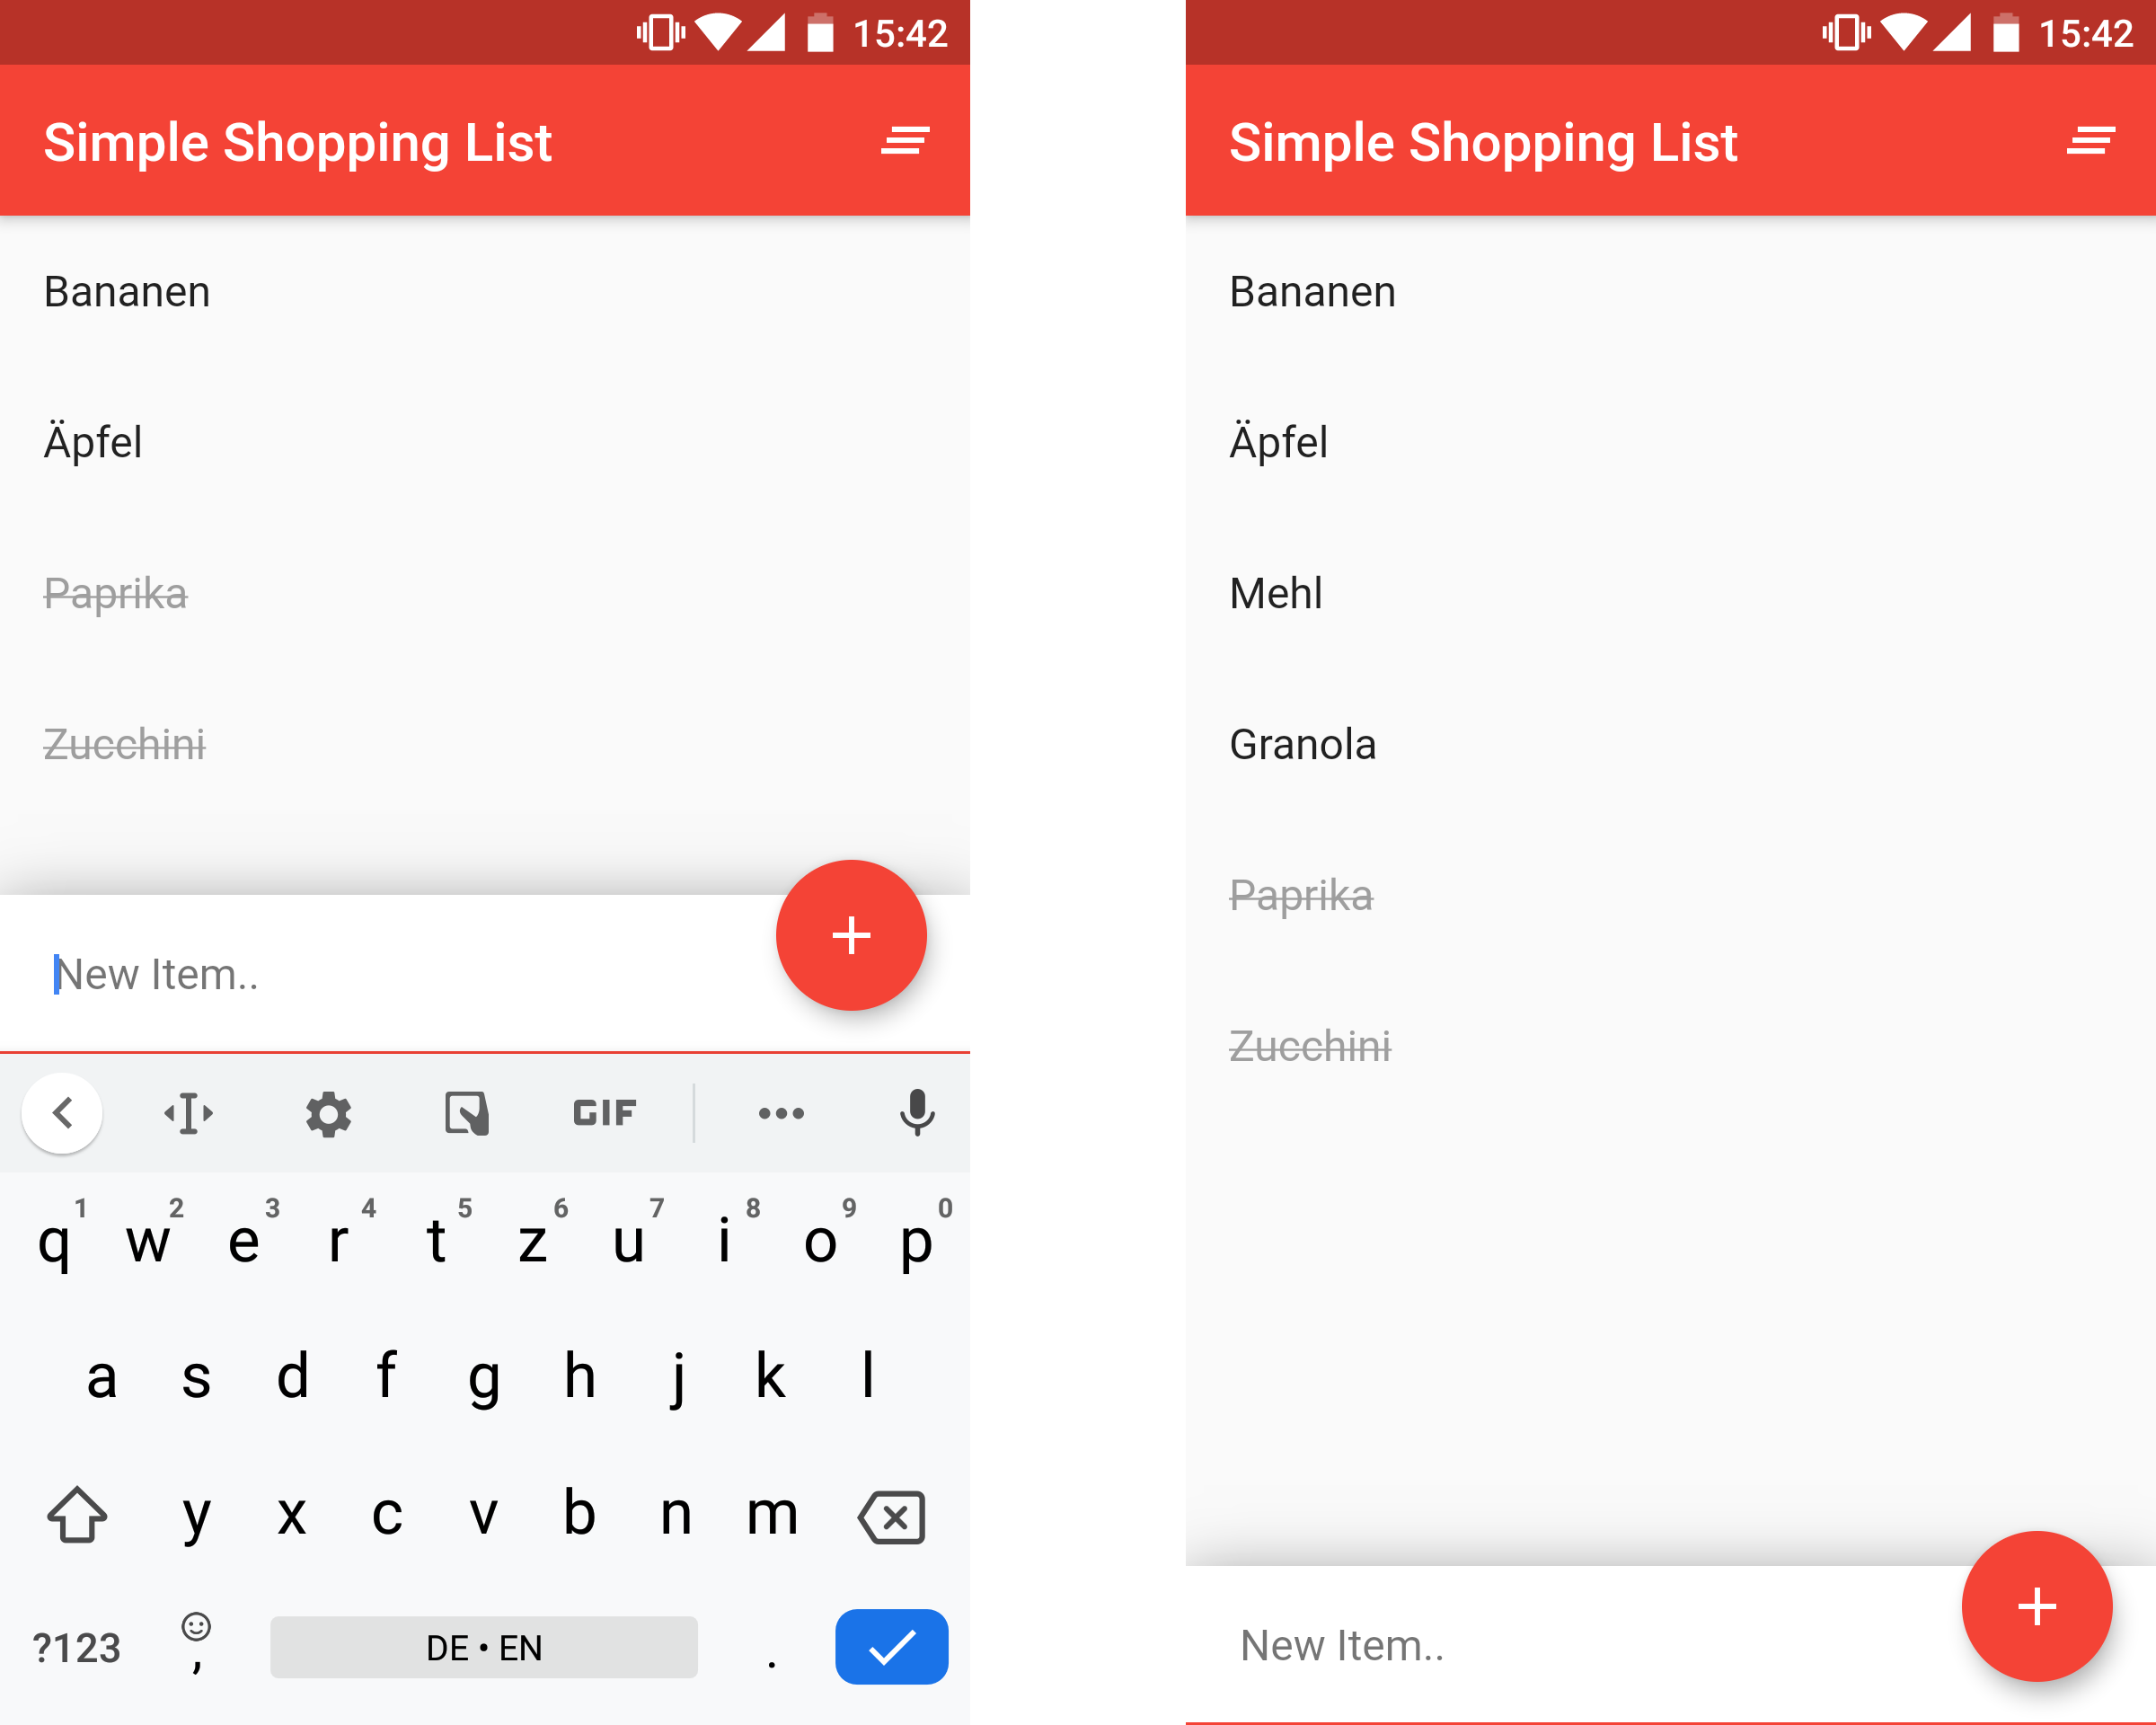 15:42
Simple Shopping List
Bananen
Äpfel
Paprika
Zucchini
New Item..
GIF
1 2 3 4 5 6 7 8 9 0
q w e r t z u i o p
a s d f g h j k l
y x c v b n m
?123 , DE • EN .
15:42
Simple Shopping List
Bananen
Äpfel
Mehl
Granola
Paprika
Zucchini
New Item..